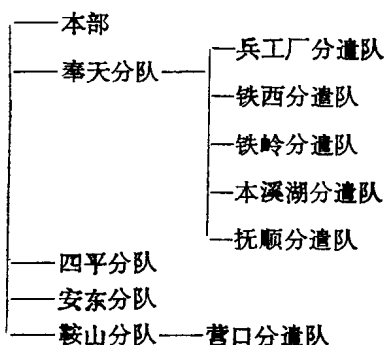 本部
奉天分队
兵工厂分遣队
铁西分遣队
铁岭分遣队
本溪湖分遣队
抚顺分遣队
四平分队
安东分队
鞍山分队
营口分遣队